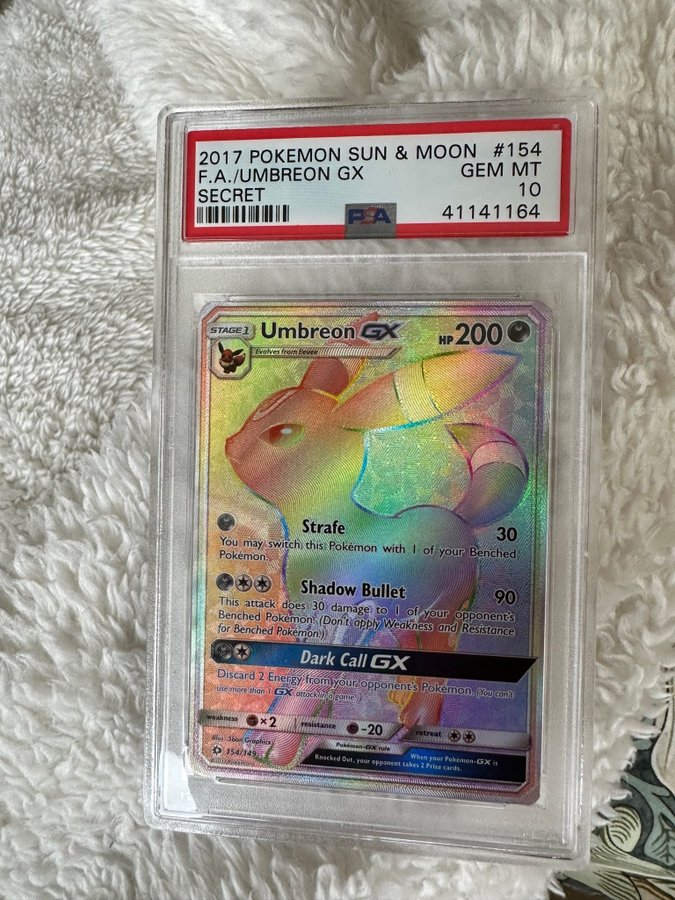 2017 POKEMON SUN & MOON #154
F.A./UMBREON GX GEM MT
SECRET 10
PSA 41141164
STAGE 1 Umbreon GX HP 200
Evolves from Eevee
Strafe 30
You may switch this Pokémon with 1 of your Benched
Pokémon.
Shadow Bullet 90
This attack does 30 damage to 1 of your opponent's
Benched Pokémon. (Don't apply Weakness and Resistance
for Benched Pokémon.)
Dark Call GX
Discard 2 Energy from your opponent's Pokémon. (You can't
use more than 1 GX attack in a game.)
weakness ×2 resistance -20 retreat
Illus. 5ban Graphics
Pokémon-GX rule When your Pokémon-GX is
Knocked Out, your opponent takes 2 Prize cards.
154/149